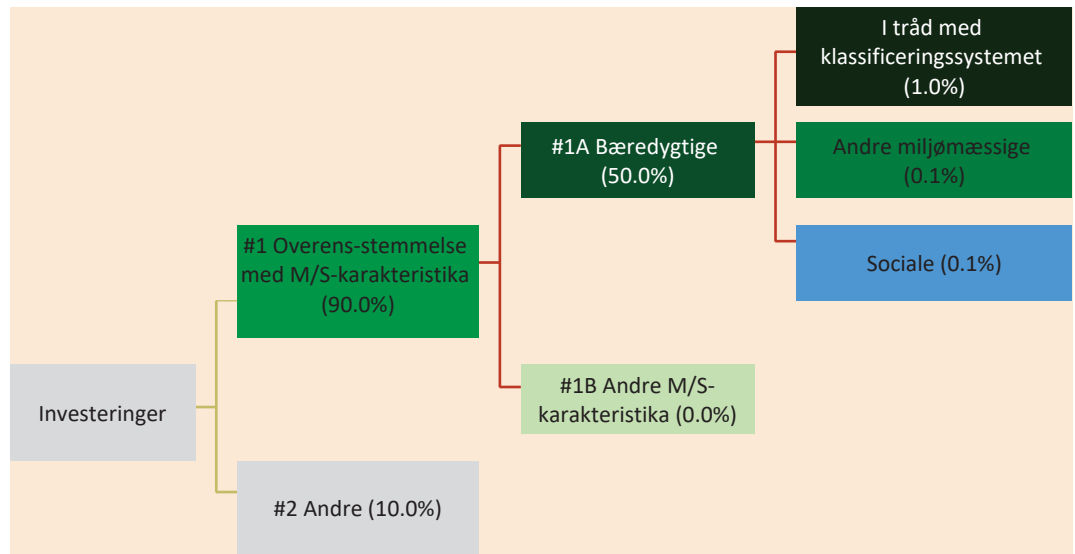 I tråd med
klassificeringssystemet
(1.0%)
#1A Bæredygtige
(50.0%)
Andre miljømæssige
(0.1%)
#1 Overens-stemmelse
med M/S-karakteristika
(90.0%)
Sociale (0.1%)
Investeringer
#1B Andre M/S-
karakteristika (0.0%)
#2 Andre (10.0%)